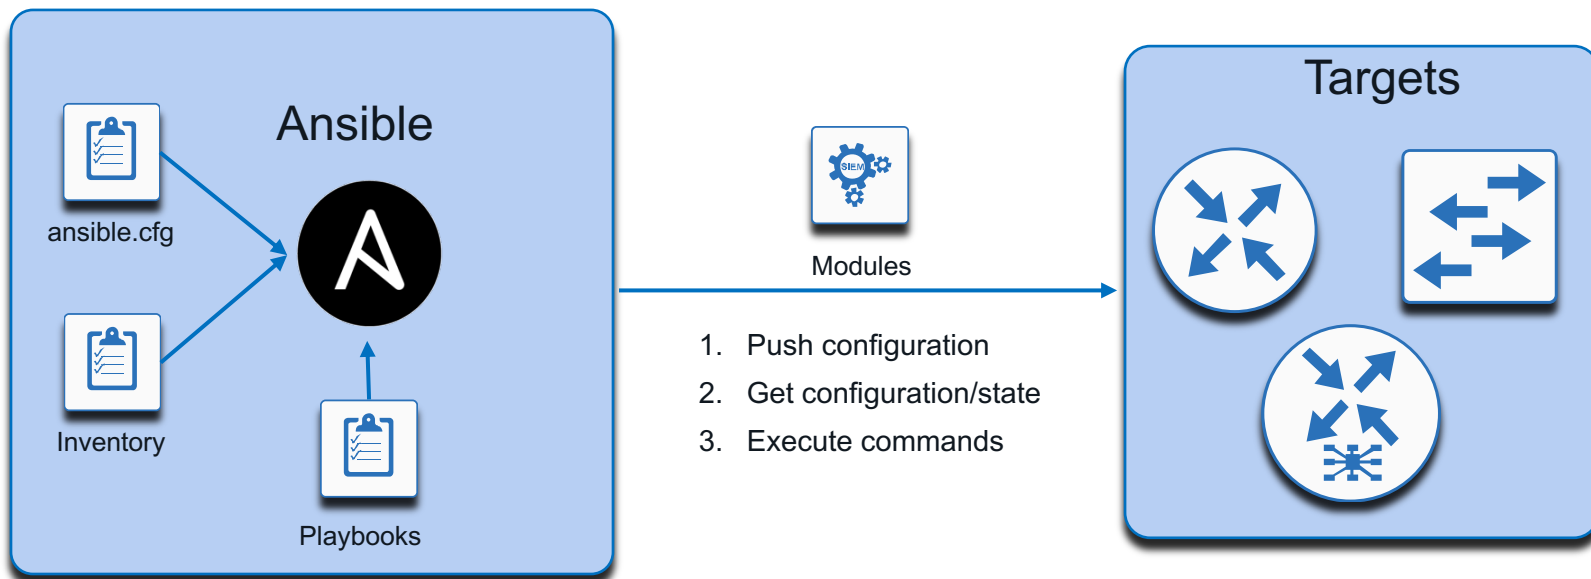 Ansible
ansible.cfg
Inventory
Playbooks
SIEM
Modules
1. Push configuration
2. Get configuration/state
3. Execute commands
Targets